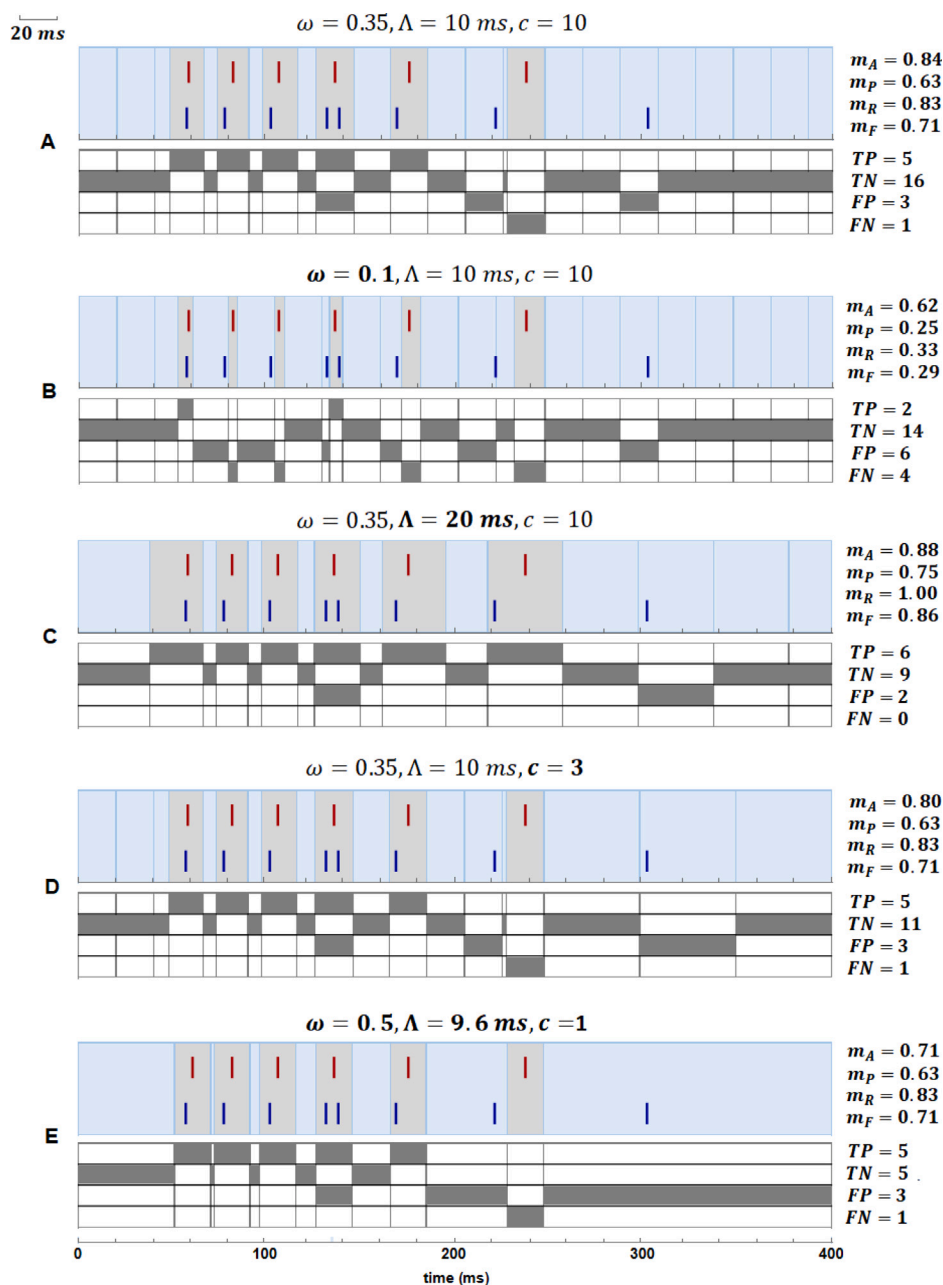 20 ms
ω = 0.35, Λ = 10 ms, c = 10
m_A = 0.84
m_P = 0.63
m_R = 0.83
m_F = 0.71
A
TP = 5
TN = 16
FP = 3
FN = 1
ω = 0.1, Λ = 10 ms, c = 10
m_A = 0.62
m_P = 0.25
m_R = 0.33
m_F = 0.29
B
TP = 2
TN = 14
FP = 6
FN = 4
ω = 0.35, Λ = 20 ms, c = 10
m_A = 0.88
m_P = 0.75
m_R = 1.00
m_F = 0.86
C
TP = 6
TN = 9
FP = 2
FN = 0
ω = 0.35, Λ = 10 ms, c = 3
m_A = 0.80
m_P = 0.63
m_R = 0.83
m_F = 0.71
D
TP = 5
TN = 11
FP = 3
FN = 1
ω = 0.5, Λ = 9.6 ms, c =1
m_A = 0.71
m_P = 0.63
m_R = 0.83
m_F = 0.71
E
TP = 5
TN = 5 .
FP = 3
FN = 1
0 100 200 300 400
time (ms)